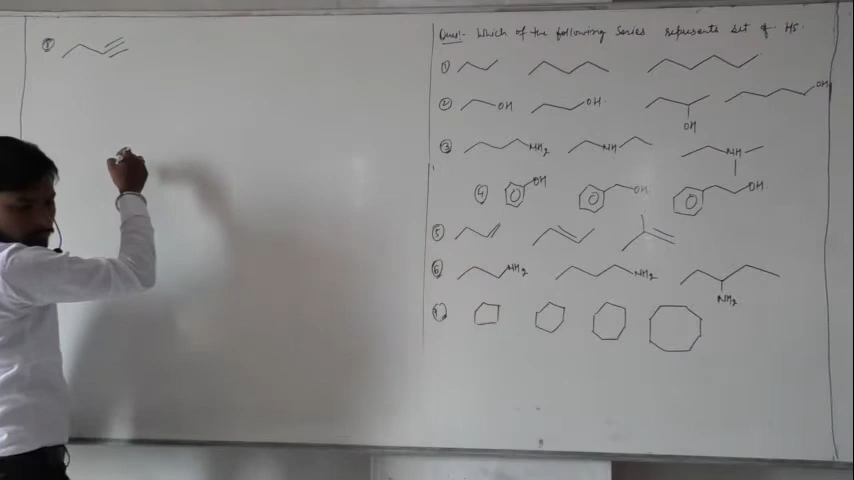 ⑧
Ques:- Which of the following Series represents set of HS.
①
② OH OH OH OH
③ NH₂ NH NH
④ OH OH OH
⑤
⑥ NH₂ NH₂ NH₂
⑦